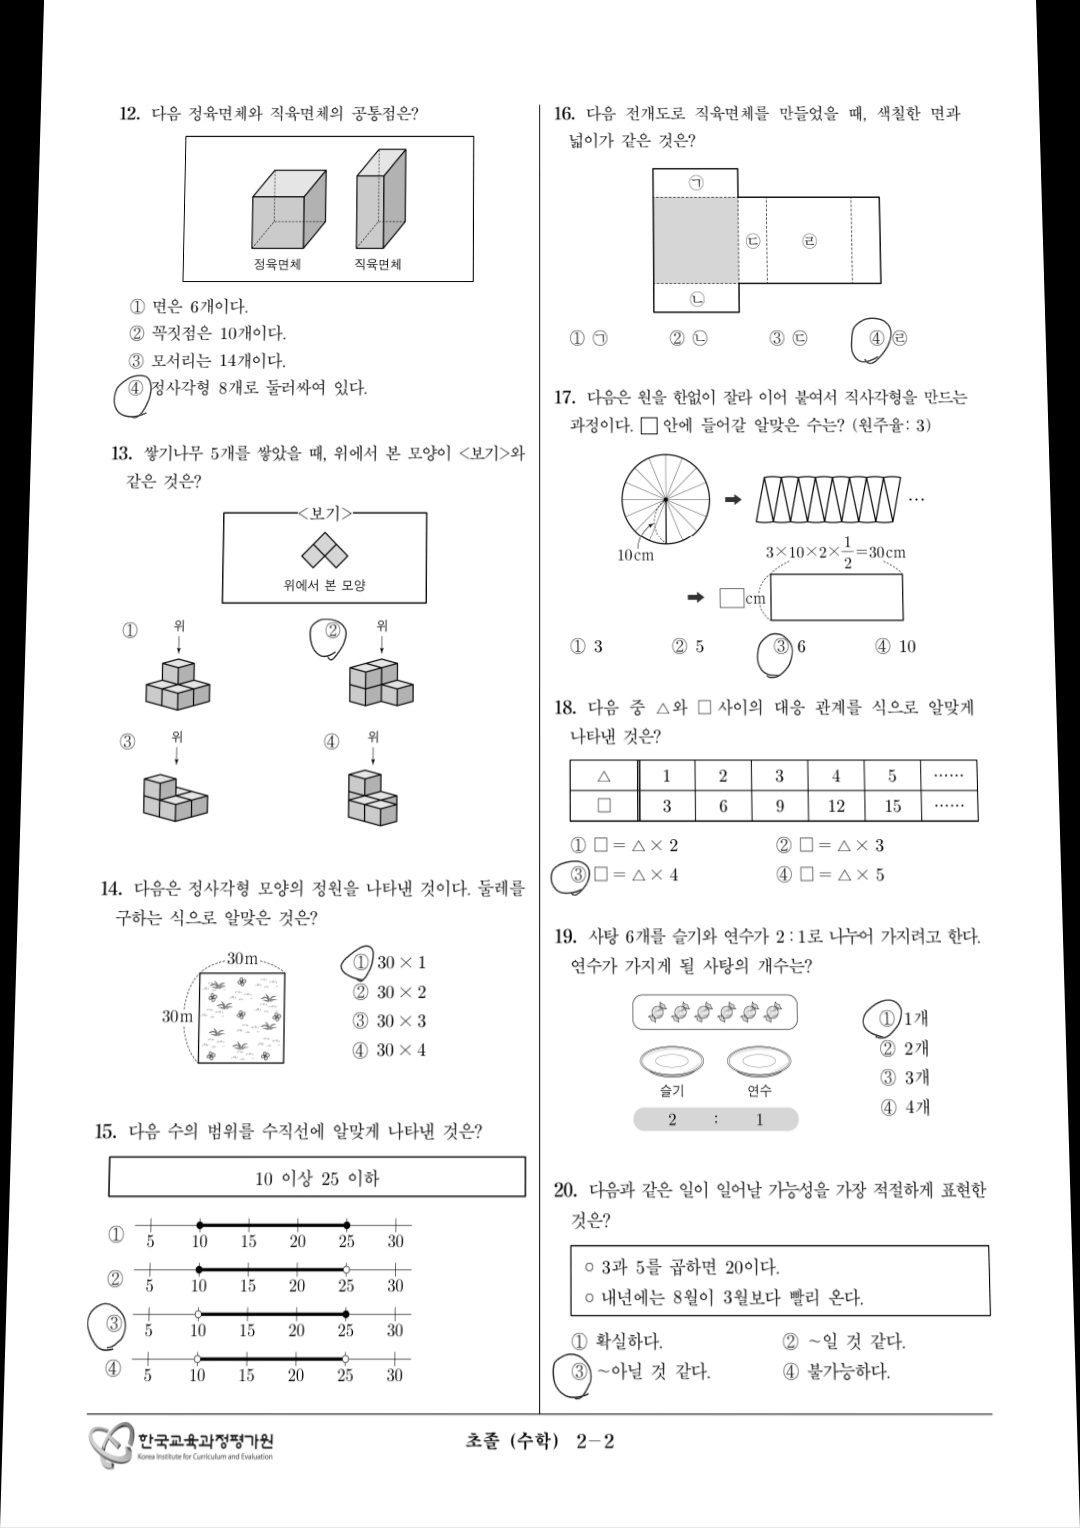 12. 다음 정육면체와 직육면체의 공통점은?
정육면체
직육면체
① 면은 6개이다.
② 꼭짓점은 10개이다.
③ 모서리는 14개이다.
④ 정사각형 8개로 둘러싸여 있다.
13. 쌓기나무 5개를 쌓았을 때, 위에서 본 모양이 <보기>와
같은 것은?
<보기>
위에서 본 모양
① 위
② 위
③ 위
④ 위
14. 다음은 정사각형 모양의 정원을 나타낸 것이다. 둘레를
구하는 식으로 알맞은 것은?
30m
30m
① 30 × 1
② 30 × 2
③ 30 × 3
④ 30 × 4
15. 다음 수의 범위를 수직선에 알맞게 나타낸 것은?
10 이상 25 이하
① 5 10 15 20 25 30
② 5 10 15 20 25 30
③ 5 10 15 20 25 30
④ 5 10 15 20 25 30
16. 다음 전개도로 직육면체를 만들었을 때, 색칠한 면과
넓이가 같은 것은?
㉠
㉢ ㉣
㉡
① ㉠ ② ㉡ ③ ㉢ ④ ㉣
17. 다음은 원을 한없이 잘라 이어 붙여서 직사각형을 만드는
과정이다. □ 안에 들어갈 알맞은 수는? (원주율: 3)
➡ …
10cm
3×10×2×1/2=30cm
➡ □cm
① 3 ② 5 ③ 6 ④ 10
18. 다음 중 △와 □ 사이의 대응 관계를 식으로 알맞게
나타낸 것은?
△ 1 2 3 4 5 ……
□ 3 6 9 12 15 ……
① □ = △ × 2 ② □ = △ × 3
③ □ = △ × 4 ④ □ = △ × 5
19. 사탕 6개를 슬기와 연수가 2 : 1로 나누어 가지려고 한다.
연수가 가지게 될 사탕의 개수는?
슬기 연수
2 : 1
① 1개
② 2개
③ 3개
④ 4개
20. 다음과 같은 일이 일어날 가능성을 가장 적절하게 표현한
것은?
○ 3과 5를 곱하면 20이다.
○ 내년에는 8월이 3월보다 빨리 온다.
① 확실하다. ② ~일 것 같다.
③ ~아닐 것 같다. ④ 불가능하다.
한국교육과정평가원
Korea Institute for Curriculum and Evaluation
초졸 (수학) 2-2